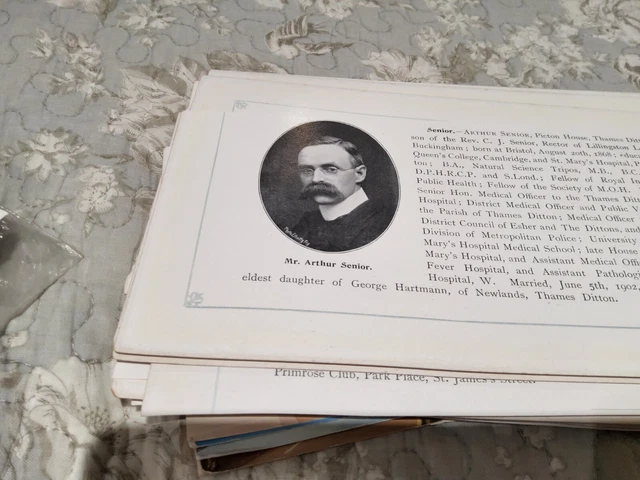 Senior.—ARTHUR SENIOR, Picton House, Thames Ditto
son of the Rev. C. J. Senior, Rector of Lillingston
Buckingham; born at Bristol, August 20th, 1868;
Queen's College, Cambridge, and St. Mary's Hospital,
ton; B.A., Natural Science Tripos, M.B., B.C.
D.P.H.R.C.P. and S.Lond.; Fellow of Royal
Public Health; Fellow of the Society of M.O.H.
Senior Hon. Medical Officer to the Thames Ditt
Hospital; District Medical Officer and Public V
the Parish of Thames Ditton; Medical Officer
District Council of Esher and The Dittons, and
Division of Metropolitan Police; University
Mary's Hospital Medical School; late House
Mary's Hospital, and Assistant Medical Offi
Fever Hospital, and Assistant Patholog
Hospital, W. Married, June 5th, 1902,
Mr. Arthur Senior.
eldest daughter of George Hartmann, of Newlands, Thames Ditton.
Primrose Club, Park Place, St. James's Street.